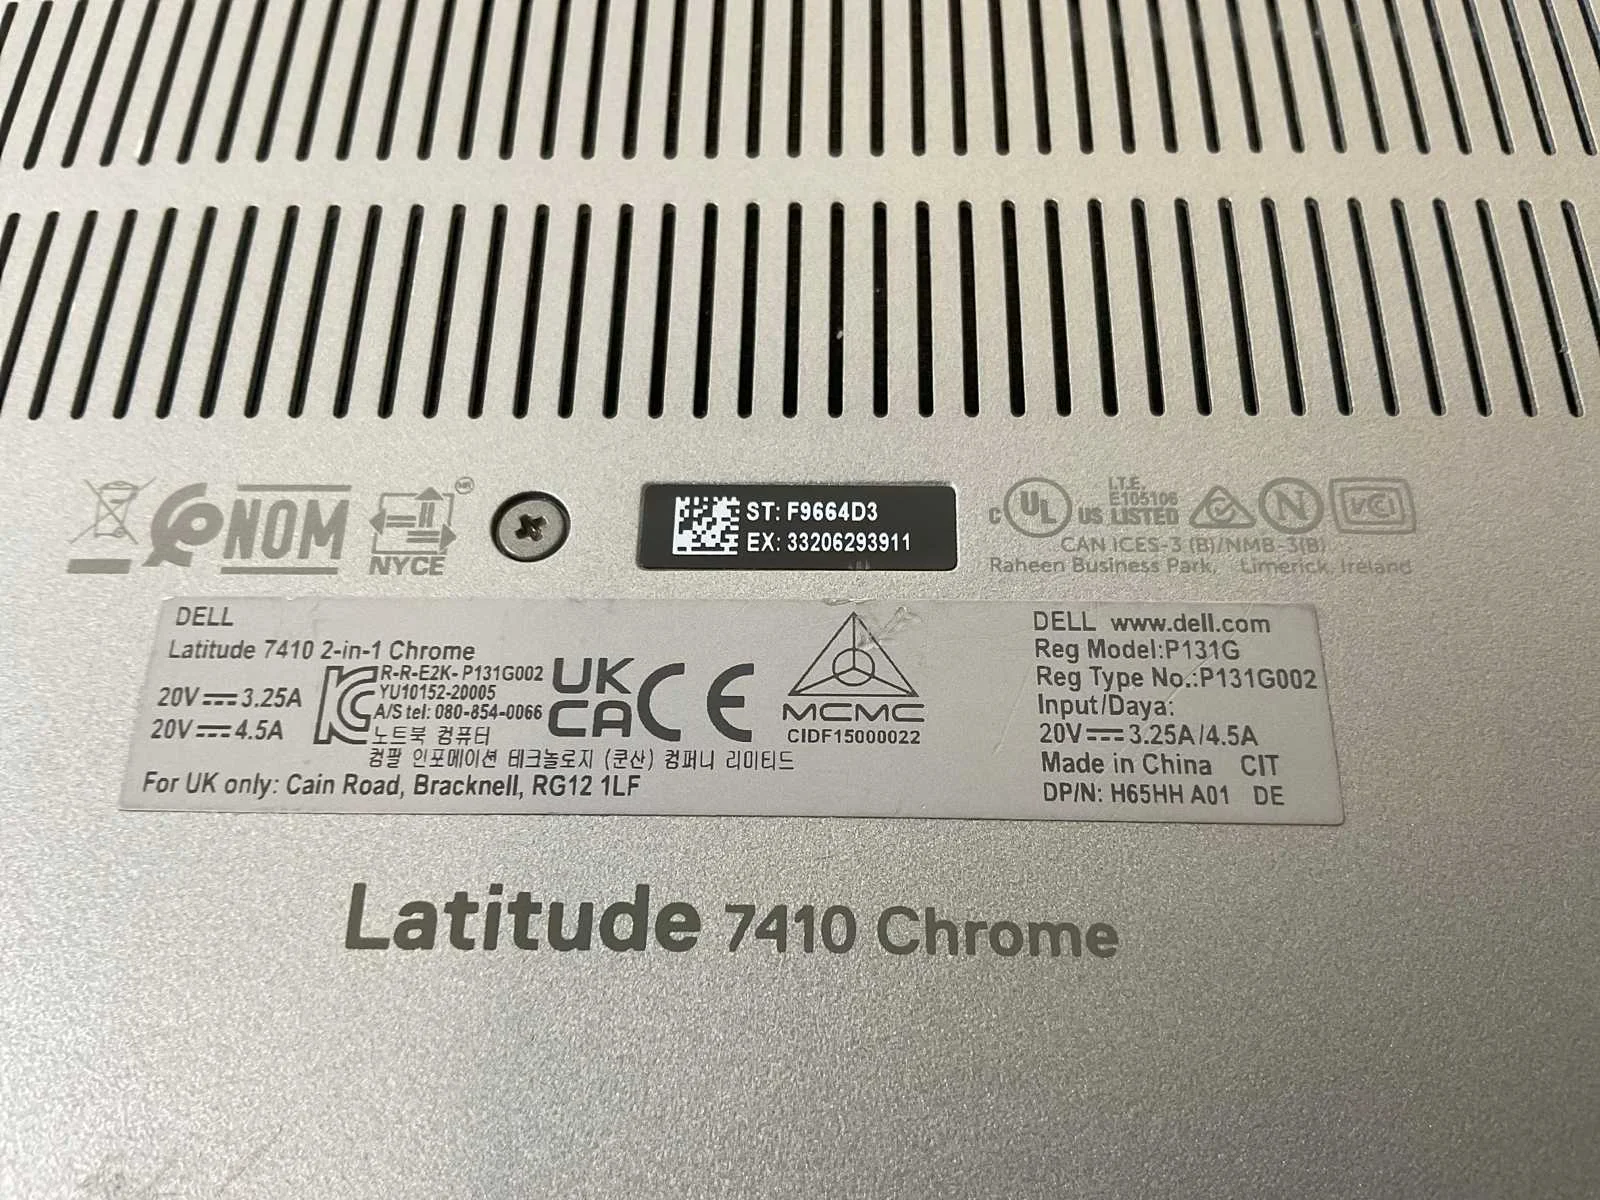 NOM
NYCE
ST: F9664D3
EX: 33206293911
C UL US I.T.E. E105106 LISTED
N
VCI
CAN ICES-3 (B)/NMB-3(B)
Raheen Business Park, Limerick, Ireland
DELL
Latitude 7410 2-in-1 Chrome
20V 3.25A
20V 4.5A
R-R-E2K- P131G002
YU10152-20005
A/S tel: 080-854-0066
노트북 컴퓨터
컴팔 인포메이션 테크놀로지 (쿤산) 컴퍼니 리미티드
For UK only: Cain Road, Bracknell, RG12 1LF
UK
CA
CE
MCMC
CIDF15000022
DELL www.dell.com
Reg Model:P131G
Reg Type No.:P131G002
Input/Daya:
20V 3.25A/4.5A
Made in China CIT
DP/N: H65HH A01 DE
Latitude 7410 Chrome